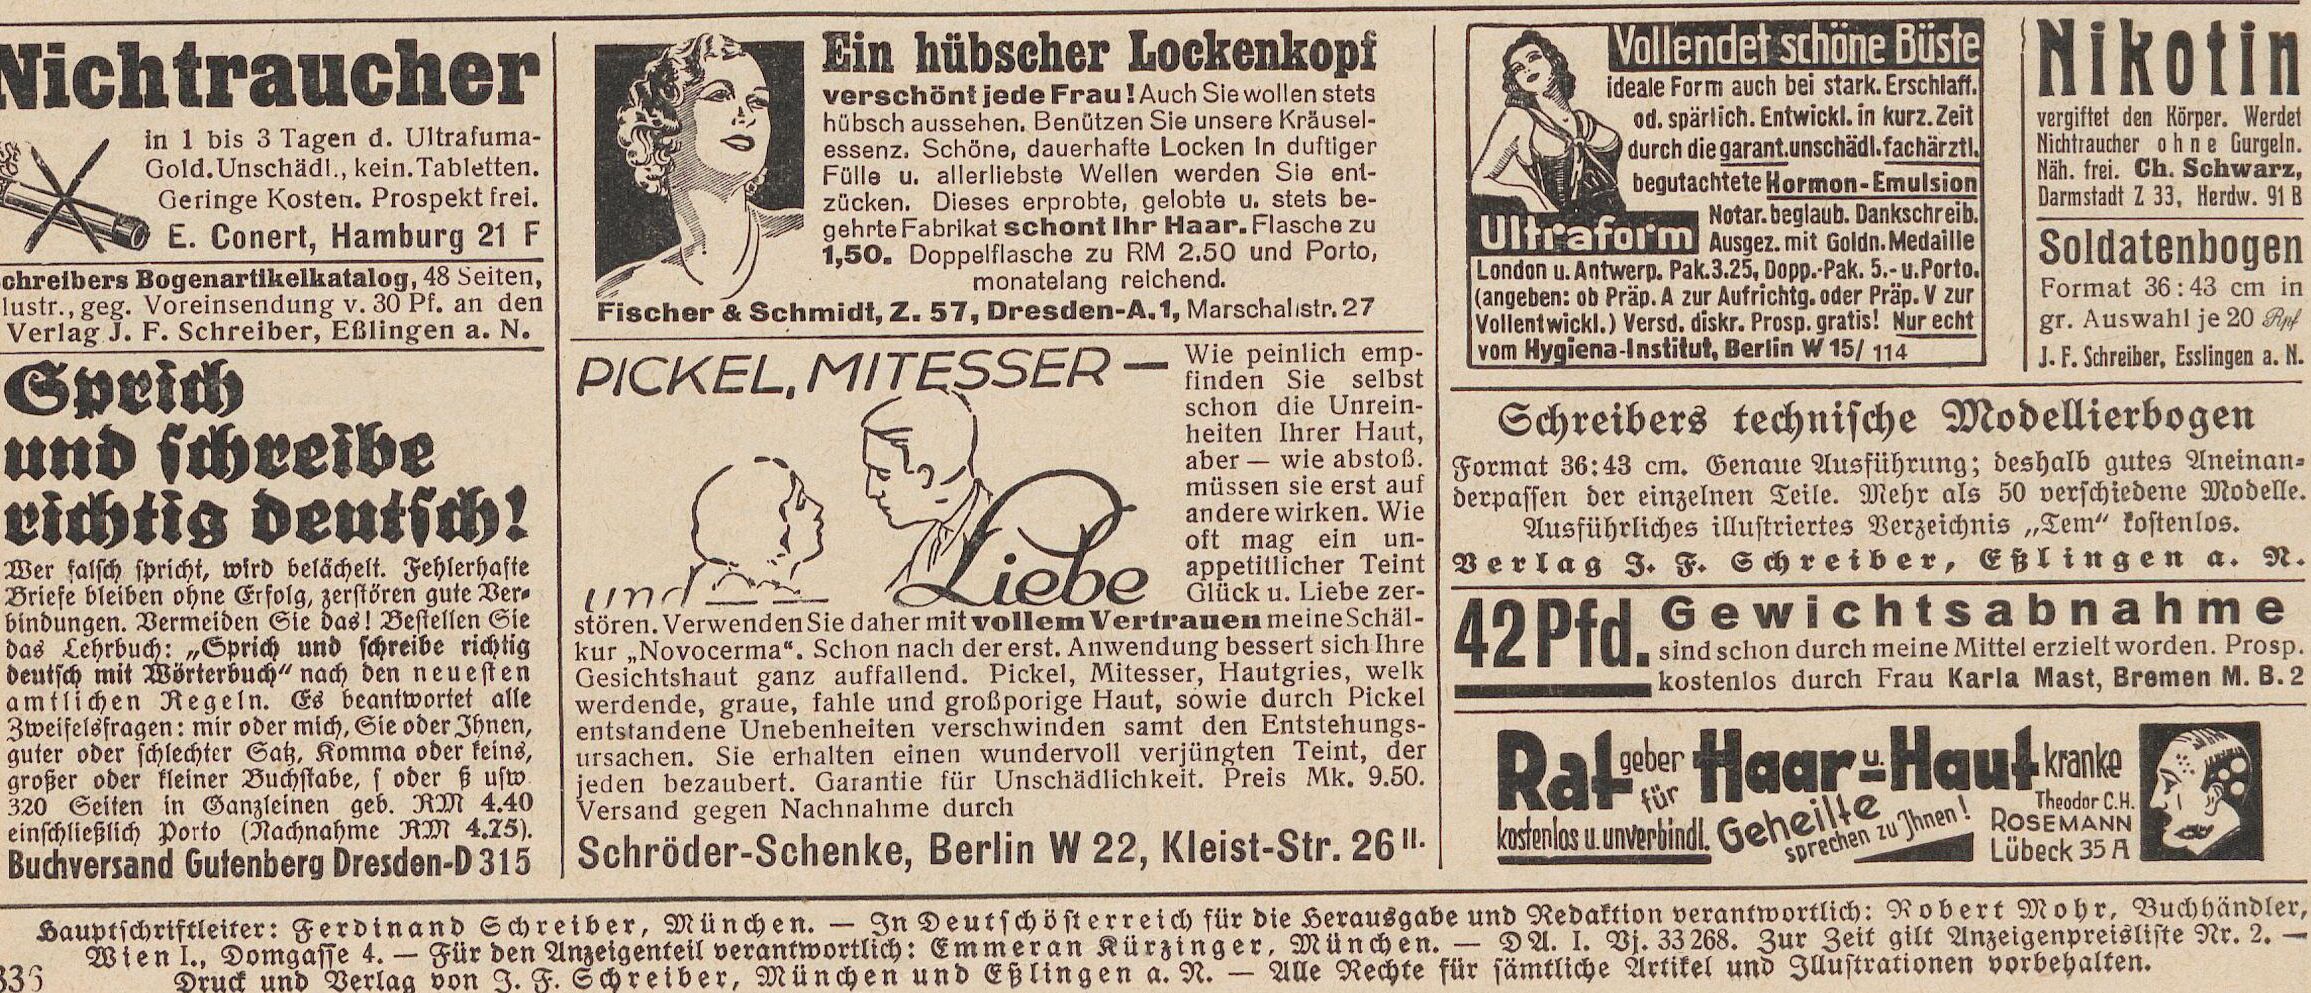 Nichtraucher
in 1 bis 3 Tagen d. Ultrafuma-
Gold. Unschädl., kein. Tabletten.
Geringe Kosten. Prospekt frei.
E. Conert, Hamburg 21 F
chreibers Bogenartikelkatalog, 48 Seiten,
lustr., geg. Voreinsendung v. 30 Pf. an den
Verlag J. F. Schreiber, Eßlingen a. N.
Sprich
und schreibe
richtig deutsch!
Wer falsch spricht, wird belächelt. Fehlerhafte
Briefe bleiben ohne Erfolg, zerstören gute Ver-
bindungen. Vermeiden Sie das! Bestellen Sie
das Lehrbuch: „Sprich und schreibe richtig
deutsch mit Wörterbuch“ nach den neuesten
amtlichen Regeln. Es beantwortet alle
Zweifelsfragen: mir oder mich, Sie oder Ihnen,
guter oder schlechter Satz, Komma oder keins,
großer oder kleiner Buchstabe, s oder ß usw.
320 Seiten in Ganzleinen geb. RM 4.40
einschließlich Porto (Nachnahme RM 4.75).
Buchversand Gutenberg Dresden-D 315
Ein hübscher Lockenkopf
verschönt jede Frau! Auch Sie wollen stets
hübsch aussehen. Benützen Sie unsere Kräusel-
essenz. Schöne, dauerhafte Locken in duftiger
Fülle u. allerliebste Wellen werden Sie ent-
zücken. Dieses erprobte, gelobte u. stets be-
gehrte Fabrikat schont Ihr Haar. Flasche zu
1,50. Doppelflasche zu RM 2.50 und Porto,
monatelang reichend.
Fischer & Schmidt, Z. 57, Dresden-A.1, Marschallstr. 27
PICKEL, MITESSER —
und Liebe
Wie peinlich emp-
finden Sie selbst
schon die Unrein-
heiten Ihrer Haut,
aber — wie abstoß.
müssen sie erst auf
andere wirken. Wie
oft mag ein un-
appetitlicher Teint
Glück u. Liebe zer-
stören. Verwenden Sie daher mit vollem Vertrauen meine Schäl-
kur „Novocerma“. Schon nach der erst. Anwendung bessert sich Ihre
Gesichtshaut ganz auffallend. Pickel, Mitesser, Hautgries, welk
werdende, graue, fahle und großporige Haut, sowie durch Pickel
entstandene Unebenheiten verschwinden samt den Entstehungs-
ursachen. Sie erhalten einen wundervoll verjüngten Teint, der
jeden bezaubert. Garantie für Unschädlichkeit. Preis Mk. 9.50.
Versand gegen Nachnahme durch
Schröder-Schenke, Berlin W 22, Kleist-Str. 26 II.
Vollendet schöne Büste
ideale Form auch bei stark. Erschlaff.
od. spärlich. Entwickl. in kurz. Zeit
durch die garant. unschädl. fachärztl.
begutachtete Hormon-Emulsion
Ultraform
Notar. beglaub. Dankschreib.
Ausgez. mit Goldn. Medaille
London u. Antwerp. Pak. 3.25, Dopp.-Pak. 5.- u. Porto.
(angeben: ob Präp. A zur Aufrichtg. oder Präp. V zur
Vollentwickl.) Versd. diskr. Prosp. gratis! Nur echt
vom Hygiena-Institut, Berlin W 15/ 114
Nikotin
vergiftet den Körper. Werdet
Nichtraucher ohne Gurgeln.
Näh. frei. Ch. Schwarz,
Darmstadt Z 33, Herdw. 91 B
Soldatenbogen
Format 36 : 43 cm in
gr. Auswahl je 20 Rpf
J. F. Schreiber, Esslingen a. N.
Schreibers technische Modellierbogen
Format 36:43 cm. Genaue Ausführung; deshalb gutes Aneinan-
derpassen der einzelnen Teile. Mehr als 50 verschiedene Modelle.
Ausführliches illustriertes Verzeichnis „Tem“ kostenlos.
Verlag J. F. Schreiber, Eßlingen a. N.
42 Pfd. Gewichtsabnahme
sind schon durch meine Mittel erzielt worden. Prosp.
kostenlos durch Frau Karla Mast, Bremen M. B. 2
Ratgeber für Haar- u. Hautkranke
kostenlos u. unverbindl. Geheilte sprechen zu Ihnen!
Theodor C.H.
ROSEMANN
Lübeck 35 A
Hauptschriftleiter: Ferdinand Schreiber, München. — In Deutschösterreich für die Herausgabe und Redaktion verantwortlich: Robert Mohr, Buchhändler,
Wien I., Domgasse 4. — Für den Anzeigenteil verantwortlich: Emmeran Kürzinger, München. — DA. I. Vj. 33 268. Zur Zeit gilt Anzeigenpreisliste Nr. 2. —
Druck und Verlag von J. F. Schreiber, München und Eßlingen a. N. — Alle Rechte für sämtliche Artikel und Illustrationen vorbehalten.